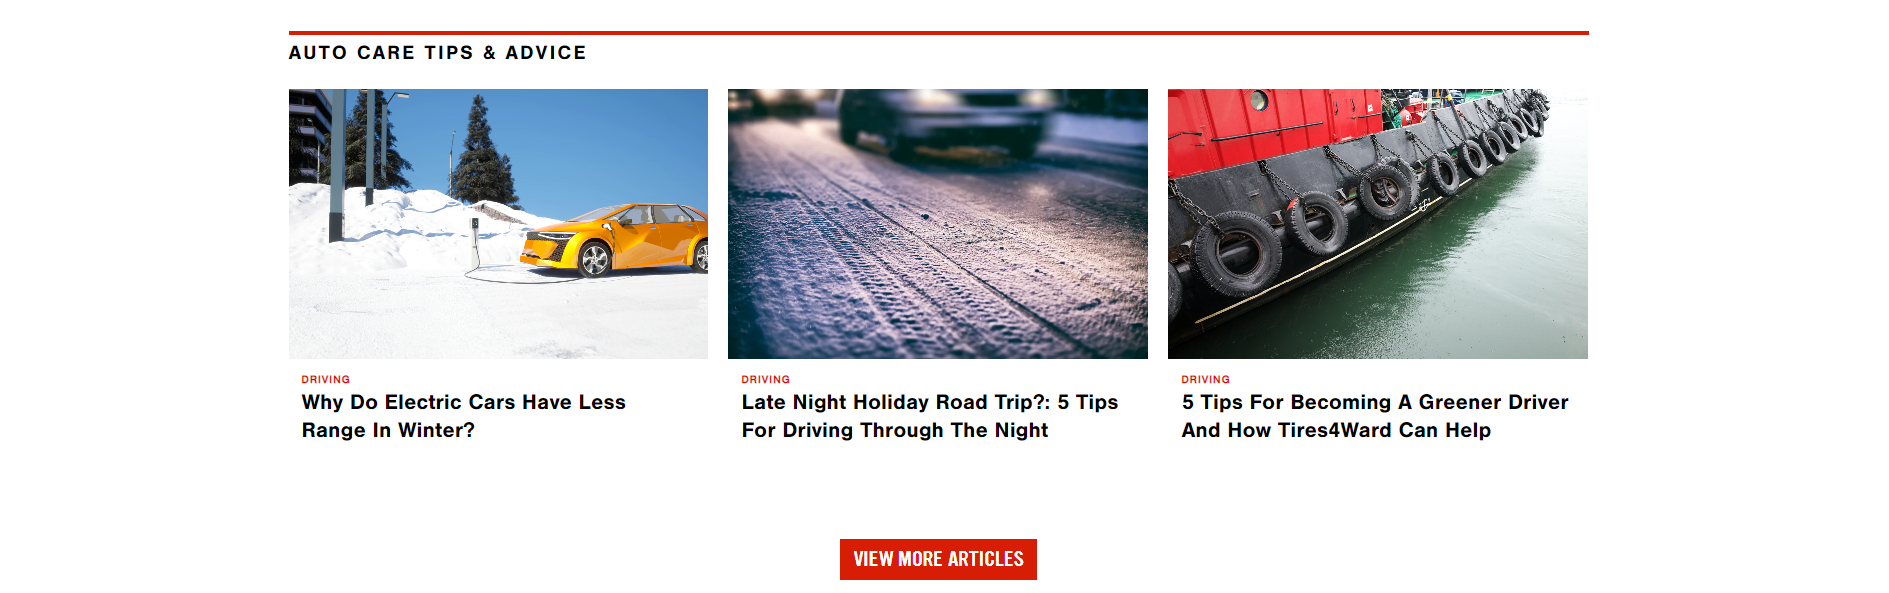 AUTO CARE TIPS & ADVICE
DRIVING
Why Do Electric Cars Have Less
Range In Winter?
DRIVING
Late Night Holiday Road Trip?: 5 Tips
For Driving Through The Night
DRIVING
5 Tips For Becoming A Greener Driver
And How Tires4Ward Can Help
VIEW MORE ARTICLES